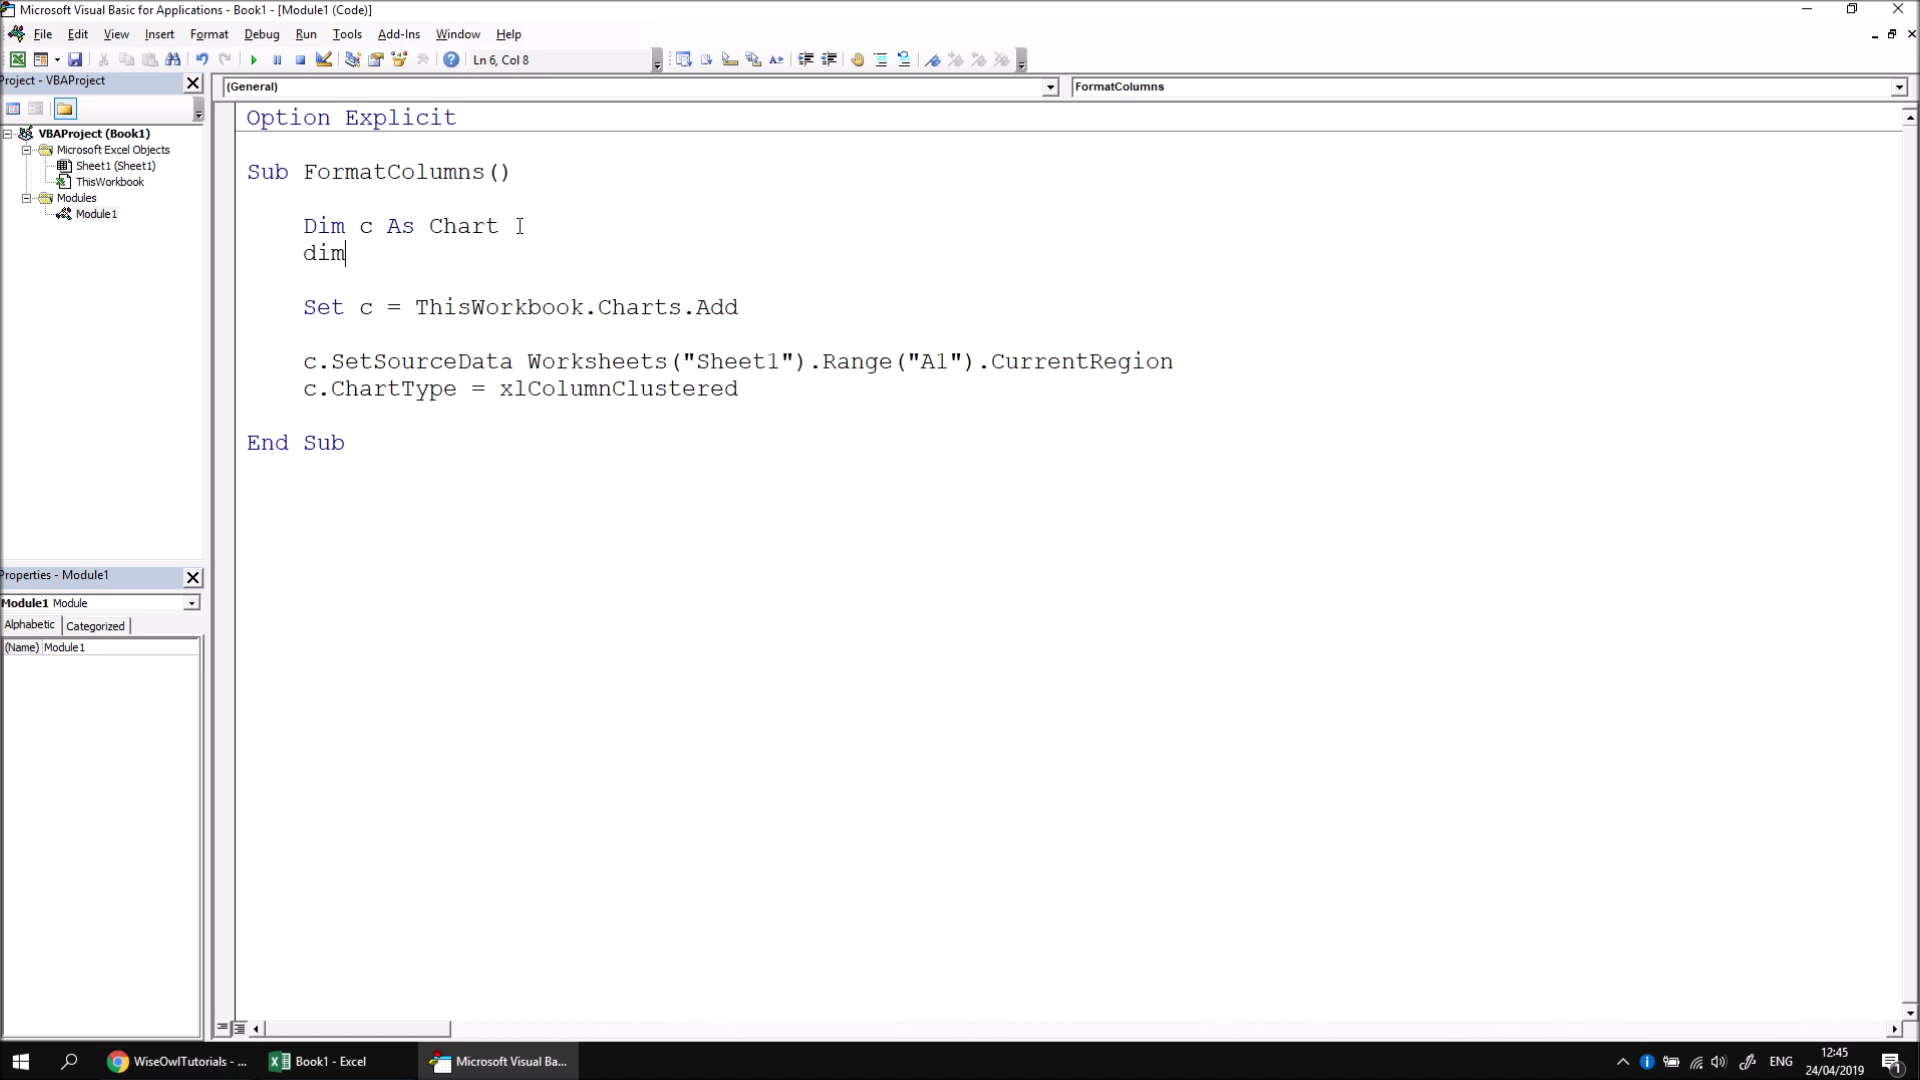 Microsoft Visual Basic for Applications - Book1 - [Module1 (Code)]
File Edit View Insert Format Debug Run Tools Add-Ins Window Help
Ln 6, Col 8
Project - VBAProject
(General)
FormatColumns
VBAProject (Book1)
Microsoft Excel Objects
Sheet1 (Sheet1)
ThisWorkbook
Modules
Module1
Option Explicit
Sub FormatColumns()
Dim c As Chart
dim
Set c = ThisWorkbook.Charts.Add
c.SetSourceData Worksheets("Sheet1").Range("A1").CurrentRegion
c.ChartType = xlColumnClustered
End Sub
Properties - Module1
Module1 Module
Alphabetic Categorized
(Name) Module1
WiseOwlTutorials - ...
Book1 - Excel
Microsoft Visual Ba...
ENG
12:45
24/04/2019
1